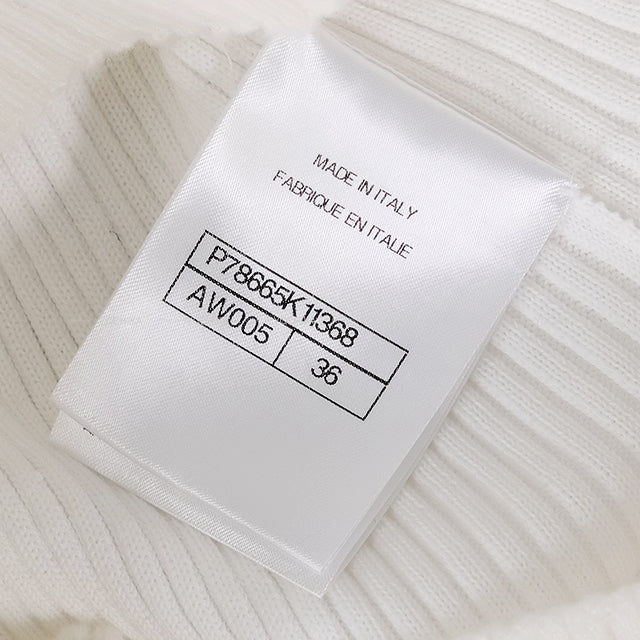 MADE IN ITALY
FABRIQUE EN ITALIE
P78665K11368
AW005 36